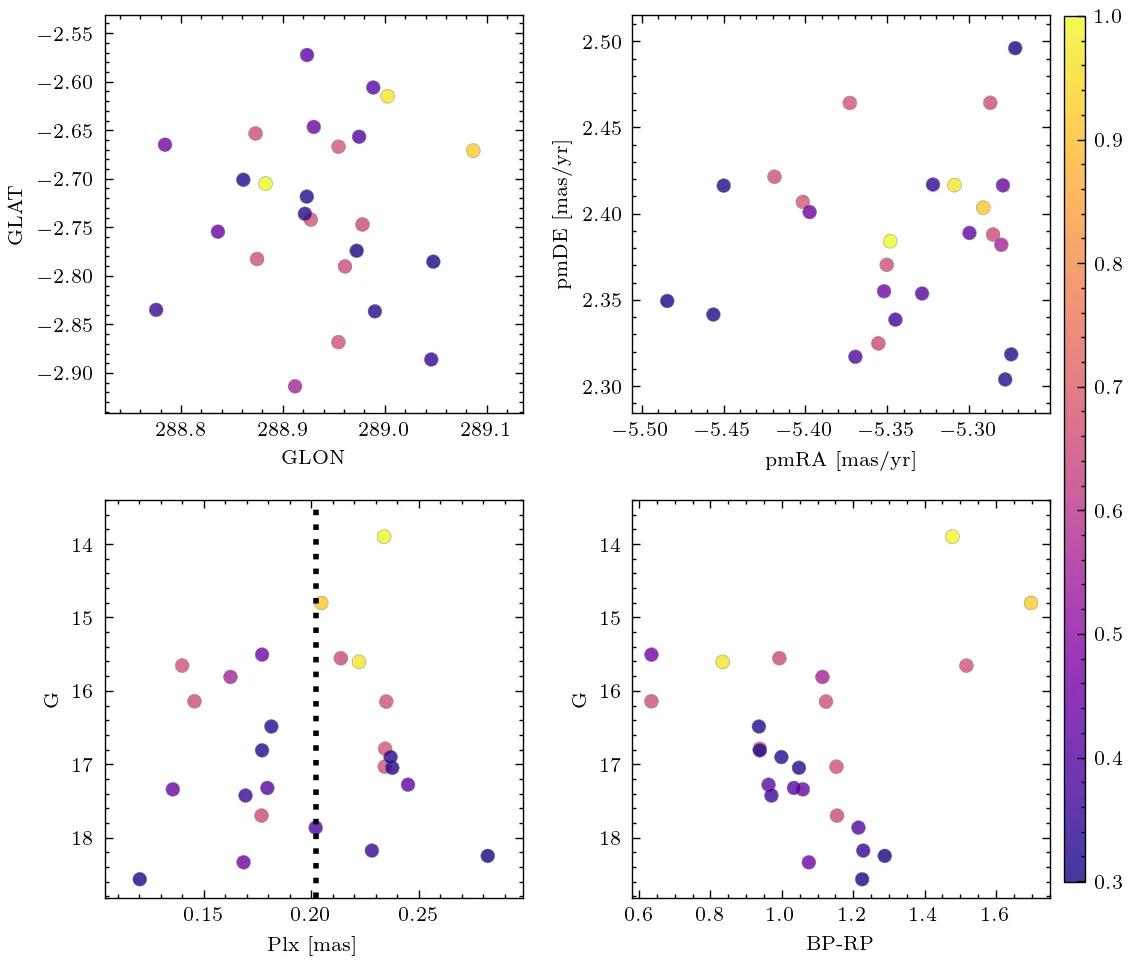 −2.55
−2.60
−2.65
−2.70
−2.75
−2.80
−2.85
−2.90
GLAT
288.8 288.9 289.0 289.1
GLON
2.50
2.45
2.40
2.35
2.30
pmDE [mas/yr]
−5.50 −5.45 −5.40 −5.35 −5.30
pmRA [mas/yr]
14
15
16
17
18
G
0.15 0.20 0.25
Plx [mas]
14
15
16
17
18
G
0.6 0.8 1.0 1.2 1.4 1.6
BP-RP
1.0
0.9
0.8
0.7
0.6
0.5
0.4
0.3